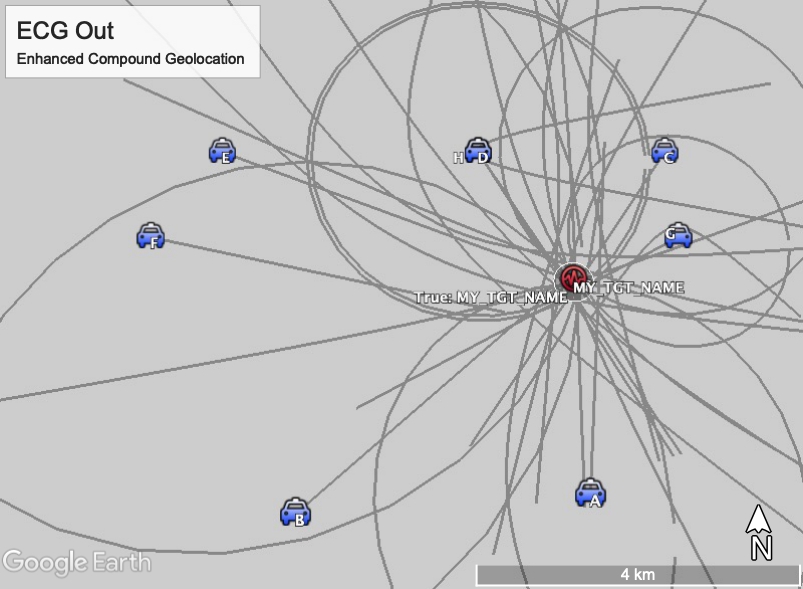 ECG Out
Enhanced Compound Geolocation
E
H D
C
F
G
MY_TGT_NAME
True: MY_TGT_NAME
A
B
N
Google Earth
4 km